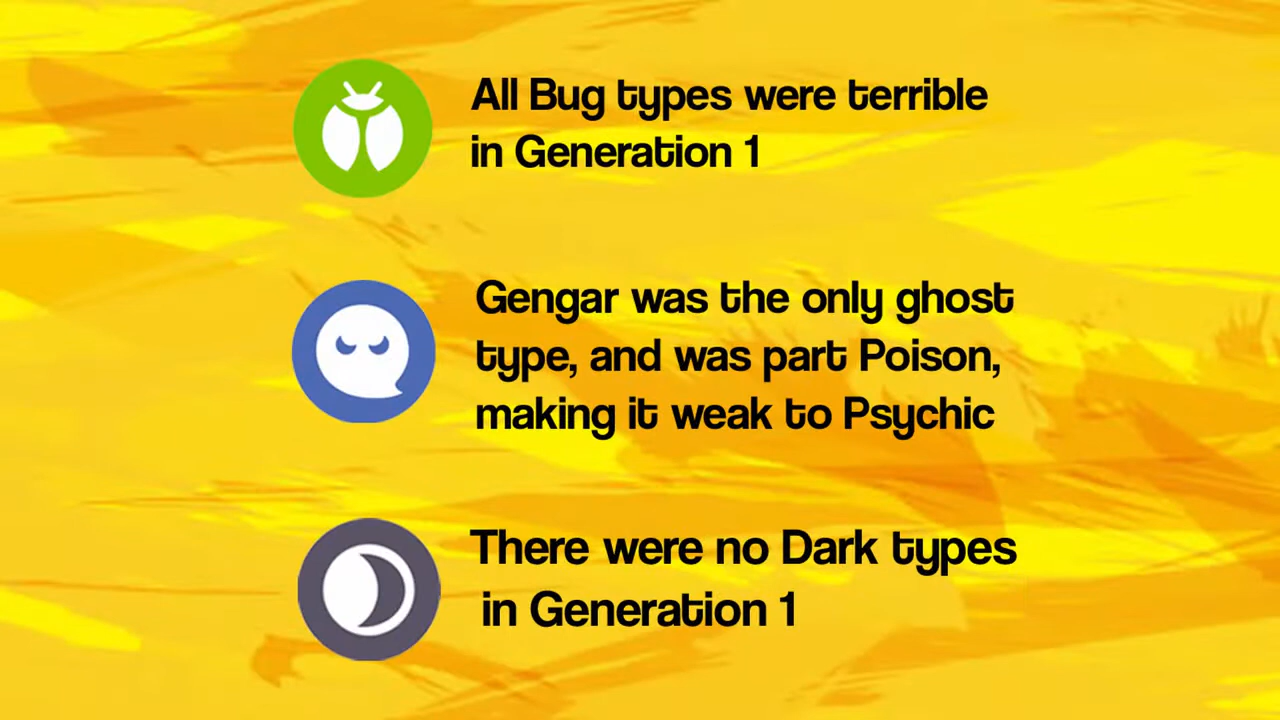 All Bug types were terrible
in Generation 1
Gengar was the only ghost
type, and was part Poison,
making it weak to Psychic
There were no Dark types
in Generation 1